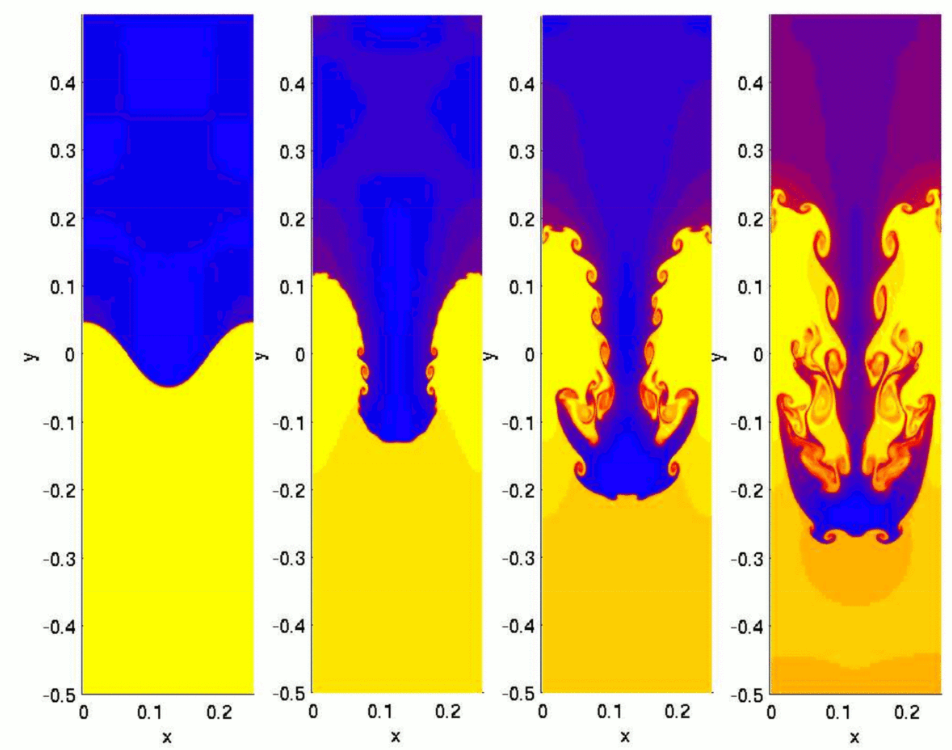 0.4 0.4 0.4 0.4
0.3 0.3 0.3 0.3
0.2 0.2 0.2 0.2
0.1 0.1 0.1 0.1
y 0 y 0 y 0 y 0
-0.1 -0.1 -0.1 -0.1
-0.2 -0.2 -0.2 -0.2
-0.3 -0.3 -0.3 -0.3
-0.4 -0.4 -0.4 -0.4
-0.5 -0.5 -0.5 -0.5
0 0.1 0.2 0 0.1 0.2 0 0.1 0.2 0 0.1 0.2
x x x x